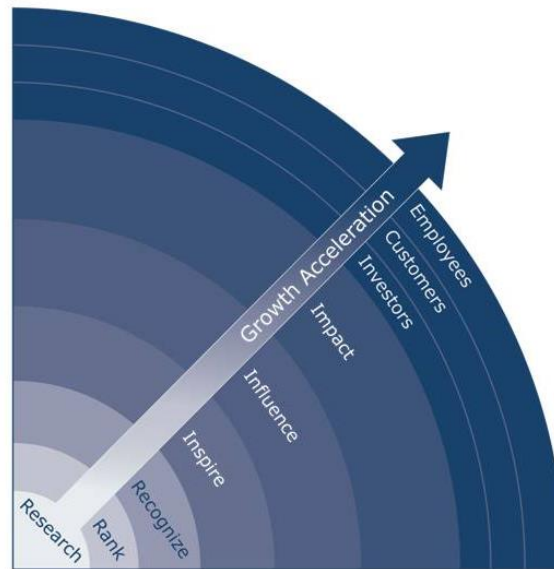 Employees
Customers
Investors
Growth Acceleration
Impact
Influence
Inspire
Recognize
Rank
Research